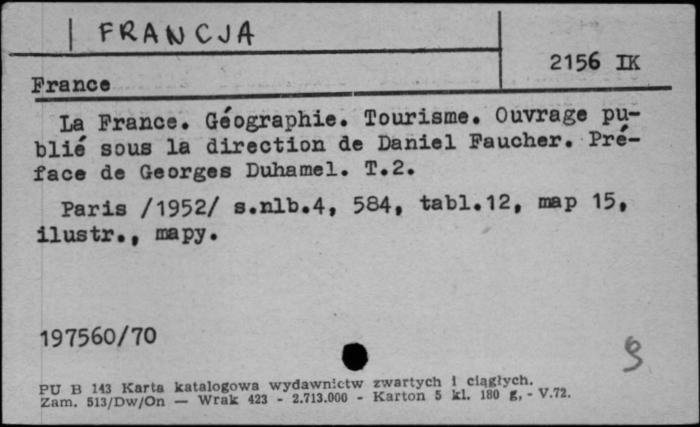 FRANCJA
2156 IK
France
La France. Géographie. Tourisme. Ouvrage pu-
blié sous la direction de Daniel Faucher. Pré-
face de Georges Duhamel. T.2.
Paris /1952/ s.nlb.4, 584, tabl.12, map 15,
ilustr., mapy.
197560/70
PU B 143 Karta katalogowa wydawnictw zwartych i ciągłych.
Zam. 513/Dw/On — Wrak 423 - 2.713.000 - Karton 5 kl. 180 g, - V.72.